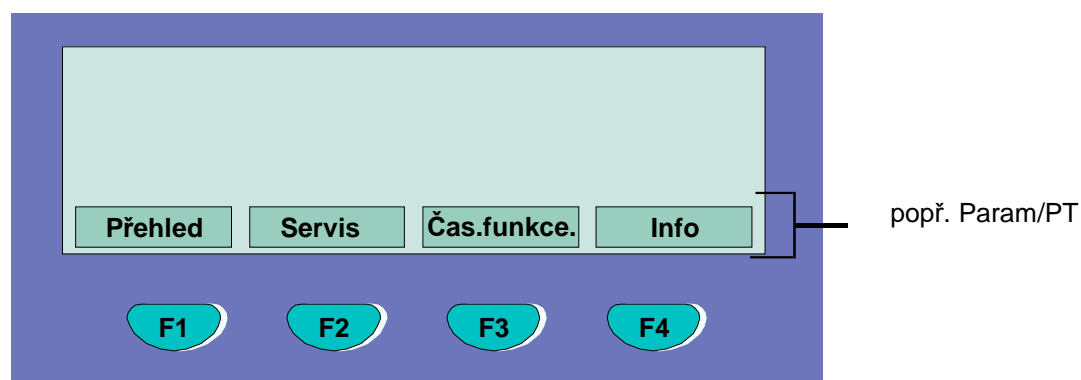 Přehled Servis Čas.funkce. Info
popř. Param/PT
F1 F2 F3 F4